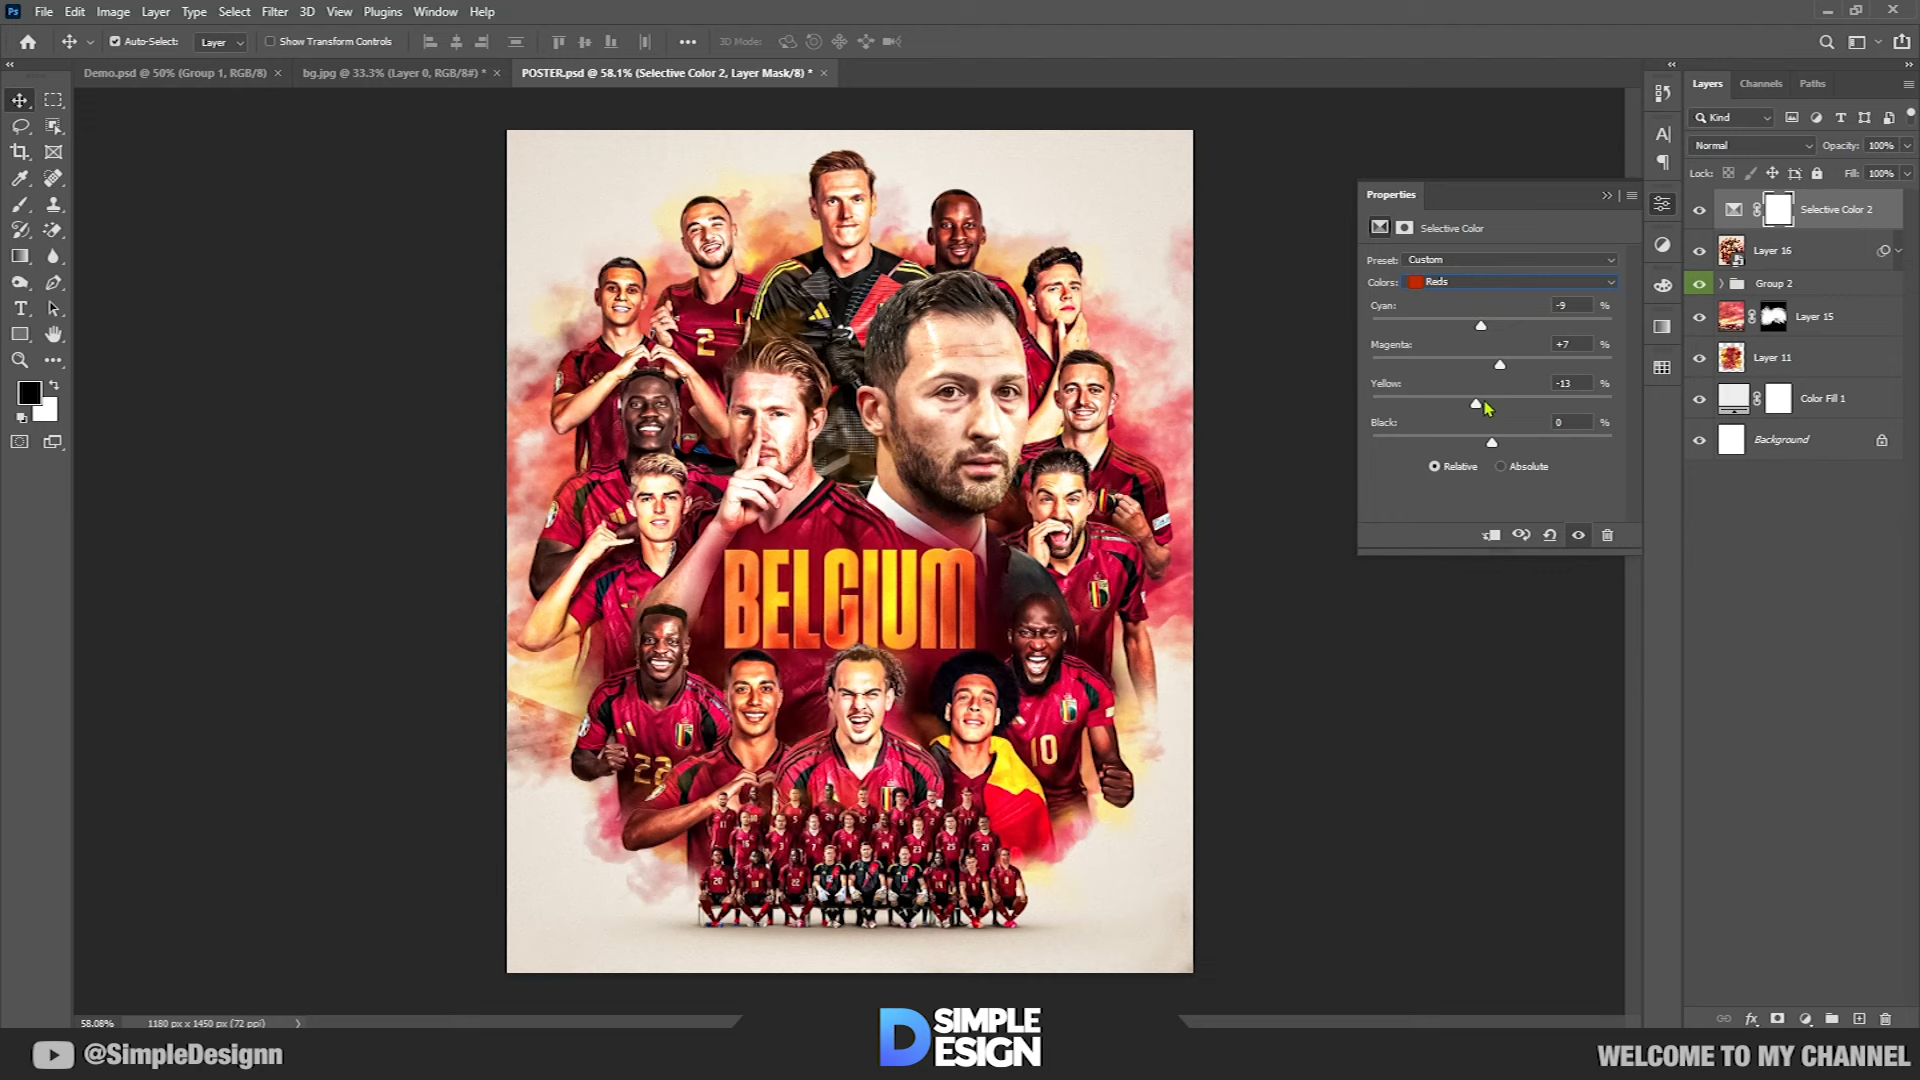 Ps File Edit Image Layer Type Select Filter 3D View Plugins Window Help
Auto-Select: Layer Show Transform Controls 3D Mode:
Demo.psd @ 50% (Group 1, RGB/8) × bg.jpg @ 33.3% (Layer 0, RGB/8#) * × POSTER.psd @ 58.1% (Selective Color 2, Layer Mask/8) * ×
Layers Channels Paths
Kind
Normal Opacity: 100%
Lock: Fill: 100%
Selective Color 2
Layer 16
Group 2
Layer 15
Layer 11
Color Fill 1
Background
Properties
Selective Color
Preset: Custom
Colors: Reds
Cyan: -9 %
Magenta: +7 %
Yellow: -13 %
Black: 0 %
Relative Absolute
2
BELGIUM
10
22
58.08% 1180 px x 1450 px (72 ppi)
@SimpleDesignn
D SIMPLE
ESIGN
WELCOME TO MY CHANNEL